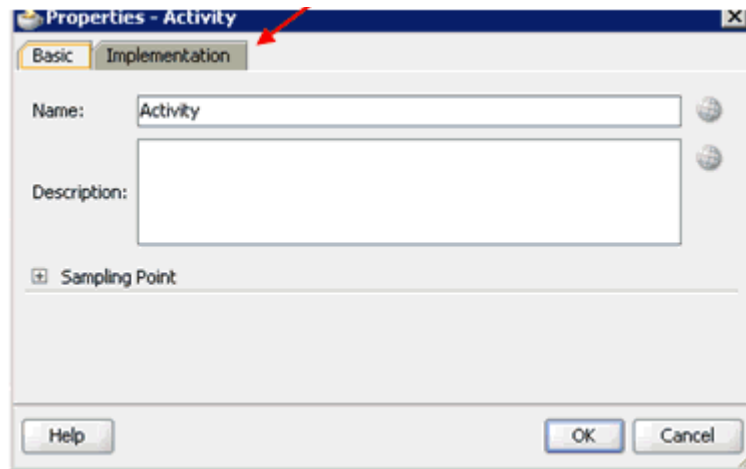 Properties - Activity
Basic Implementation
Name: Activity
Description:
Sampling Point
Help OK Cancel